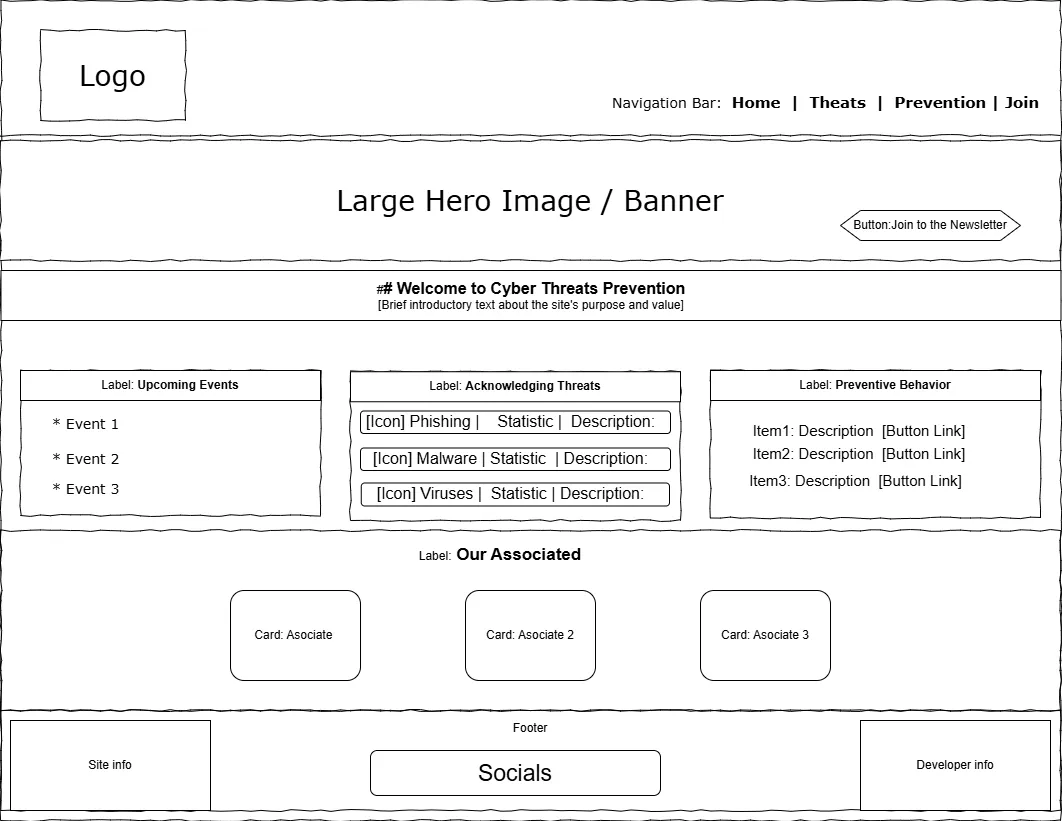 Logo
Navigation Bar: Home | Theats | Prevention | Join
Large Hero Image / Banner
Button:Join to the Newsletter
## Welcome to Cyber Threats Prevention
[Brief introductory text about the site's purpose and value]
Label: Upcoming Events
* Event 1
* Event 2
* Event 3
Label: Acknowledging Threats
[Icon] Phishing | Statistic | Description:
[Icon] Malware | Statistic | Description:
[Icon] Viruses | Statistic | Description:
Label: Preventive Behavior
Item1: Description [Button Link]
Item2: Description [Button Link]
Item3: Description [Button Link]
Label: Our Associated
Card: Asociate
Card: Asociate 2
Card: Asociate 3
Footer
Site info
Socials
Developer info